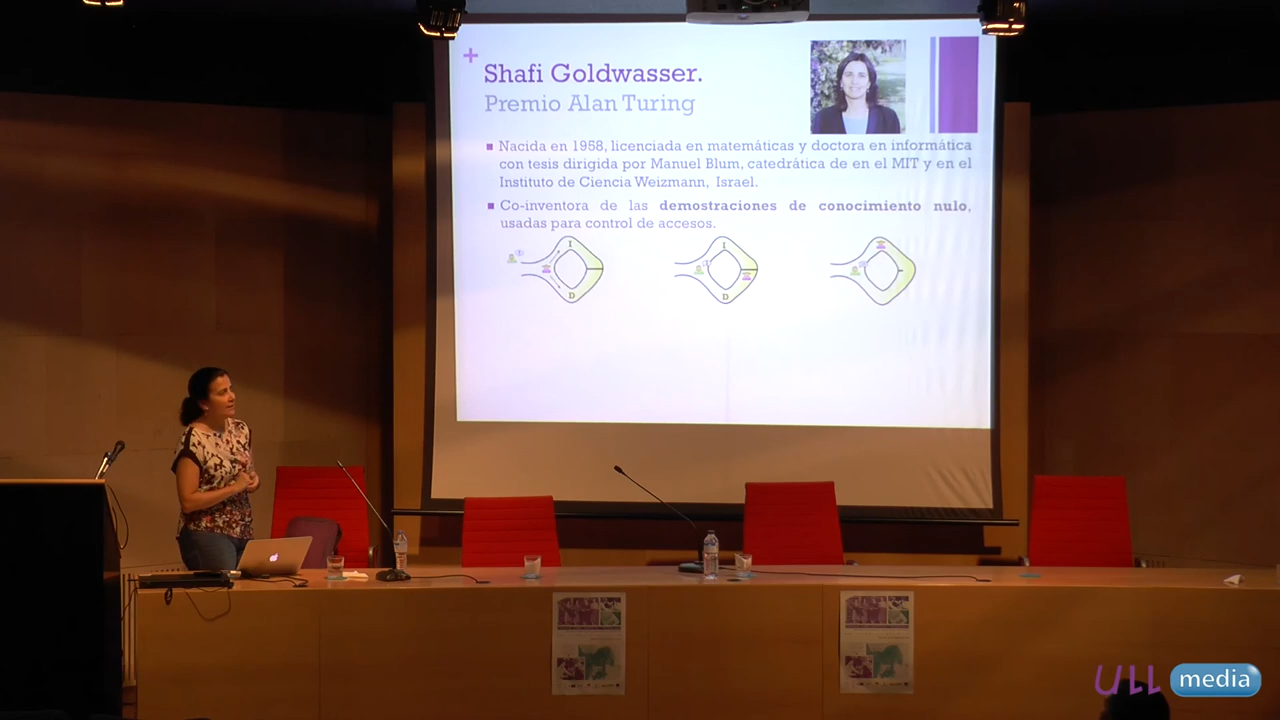 +
Shafi Goldwasser.
Premio Alan Turing
Nacida en 1958, licenciada en matemáticas y doctora en informática
con tesis dirigida por Manuel Blum, catedrática de en el MIT y en el
Instituto de Ciencia Weizmann, Israel.
Co-inventora de las demostraciones de conocimiento nulo,
usadas para control de accesos.
I
D
I
D
ULL media